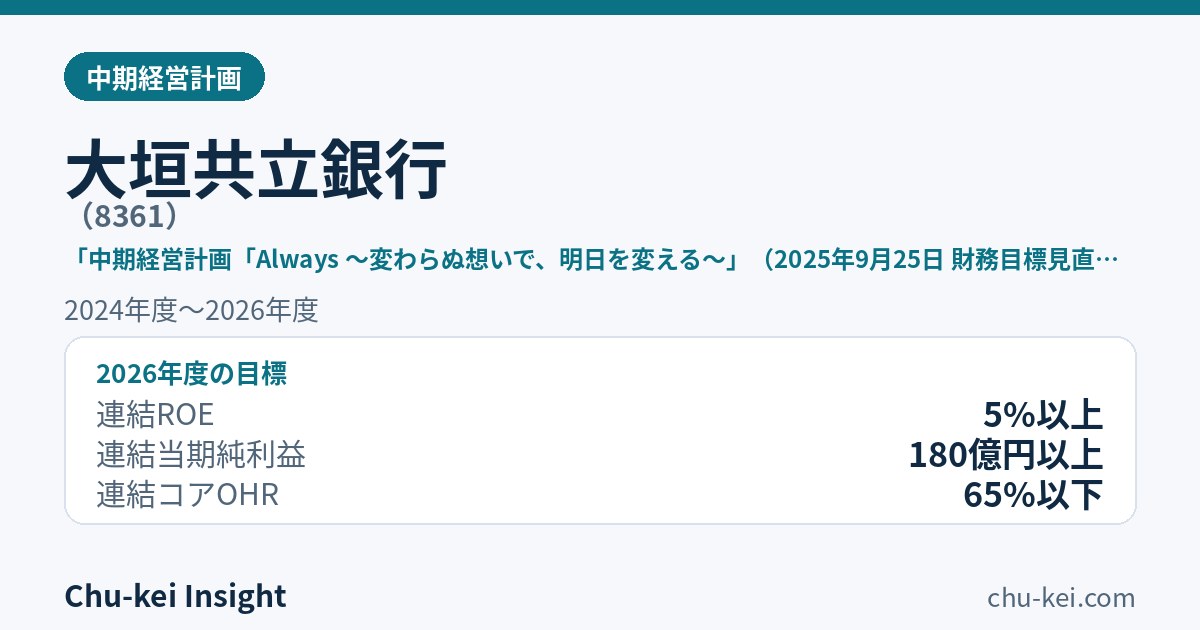 中期経営計画
大垣共立銀行
（8361）
「中期経営計画「Always ～変わらぬ想いで、明日を変える～」（2025年9月25日 財務目標見直…
2024年度～2026年度
2026年度の目標
連結ROE 5%以上
連結当期純利益 180億円以上
連結コアOHR 65%以下
Chu-kei Insight chu-kei.com